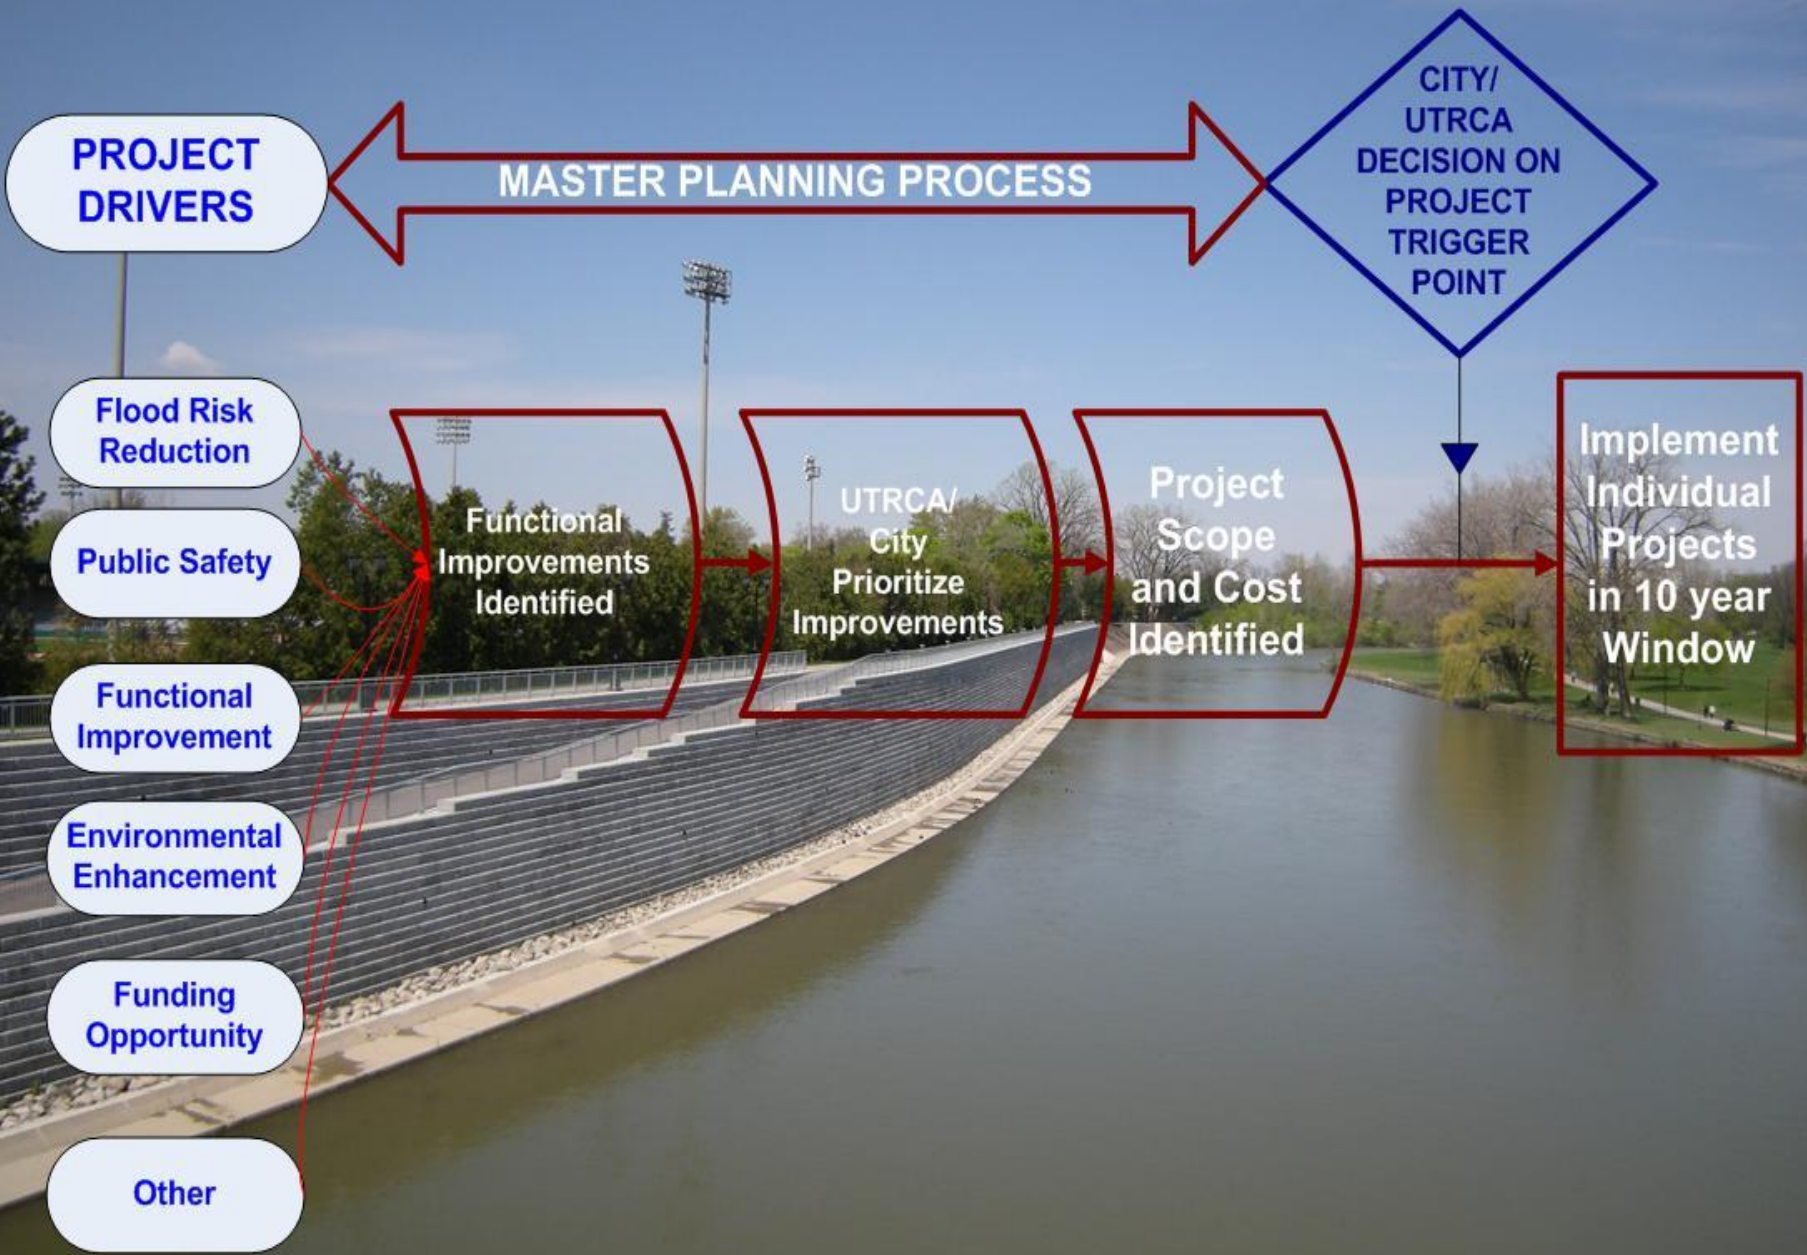 PROJECT
DRIVERS
MASTER PLANNING PROCESS
CITY/
UTRCA
DECISION ON
PROJECT
TRIGGER
POINT
Flood Risk
Reduction
Public Safety
Functional
Improvement
Environmental
Enhancement
Funding
Opportunity
Other
Functional
Improvements
Identified
UTRCA/
City
Prioritize
Improvements
Project
Scope
and Cost
Identified
Implement
Individual
Projects
in 10 year
Window